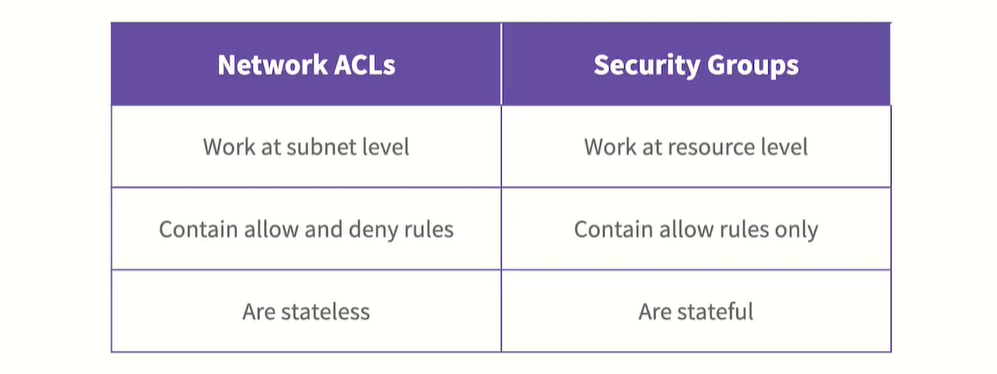 Network ACLs
Security Groups
Work at subnet level
Work at resource level
Contain allow and deny rules
Contain allow rules only
Are stateless
Are stateful